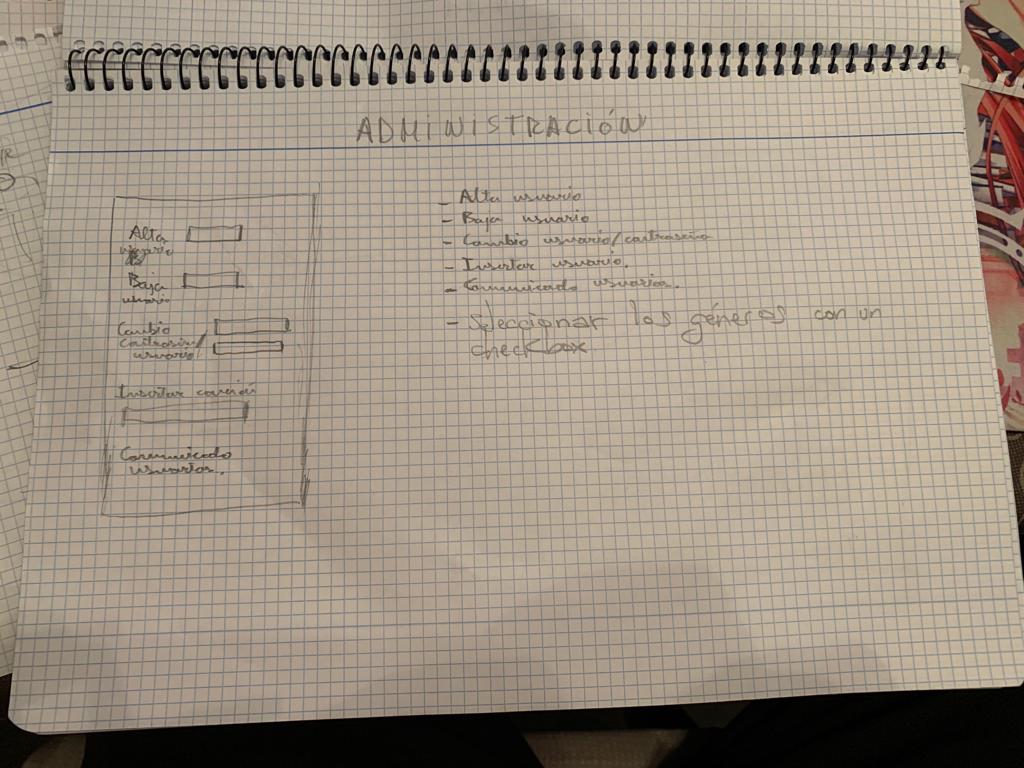 ADMINISTRACIÓN
Alta
usuario
Baja
usuario
Cambio
contraseña/
usuario
Insertar canción
Comunicado
usuarios.
- Alta usuario
- Baja usuario
- Cambio usuario/contraseña
- Insertar usuario.
- Comunicado usuarios.
- Seleccionar los géneros con un
checkbox